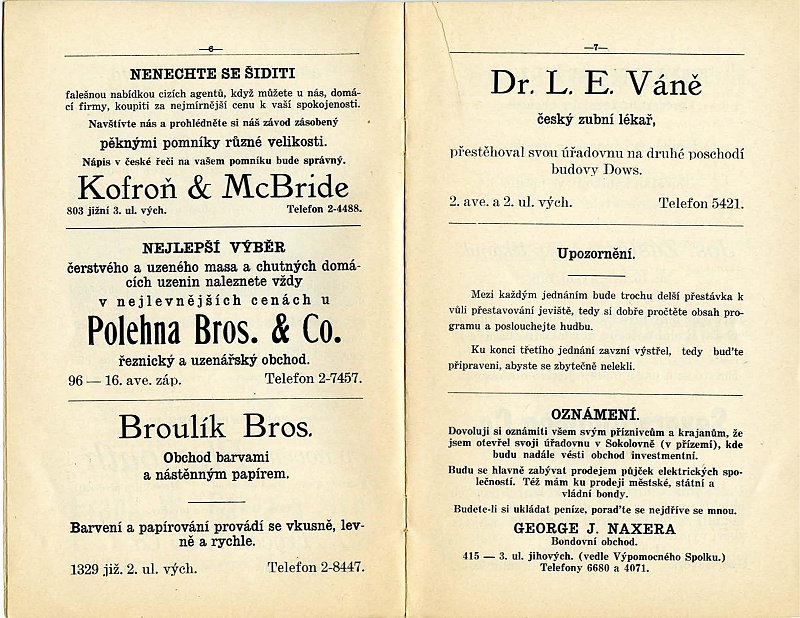 —6—
NENECHTE SE ŠIDITI
falešnou nabídkou cizích agentů, když můžete u nás, domá-
cí firmy, koupiti za nejmírnější cenu k vaší spokojenosti.
Navštívte nás a prohlédněte si náš závod zásobený
pěknými pomníky různé velikosti.
Nápis v české řeči na vašem pomníku bude správný.
Kofroň & McBride
803 jižní 3. ul. vých. Telefon 2-4488.
NEJLEPŠÍ VÝBĚR
čerstvého a uzeného masa a chutných domá-
cích uzenin naleznete vždy
v nejlevnějších cenách u
Polehna Bros. & Co.
řeznický a uzenářský obchod.
96 — 16. ave. záp. Telefon 2-7457.
Broulík Bros.
Obchod barvami
a nástěnným papírem.
Barvení a papírování provádí se vkusně, lev-
ně a rychle.
1329 již. 2. ul. vých. Telefon 2-8447.
—7—
Dr. L. E. Váně
český zubní lékař,
přestěhoval svou úřadovnu na druhé poschodí
budovy Dows.
2. ave. a 2. ul. vých. Telefon 5421.
Upozornění.
Mezi každým jednáním bude trochu delší přestávka k
vůli přestavování jeviště, tedy si dobře pročtěte obsah pro-
gramu a poslouchejte hudbu.
Ku konci třetího jednání zavzní výstřel, tedy buďte
připraveni, abyste se zbytečně nelekli.
OZNÁMENÍ.
Dovoluji si oznámiti všem svým příznivcům a krajanům, že
jsem otevřel svoji úřadovnu v Sokolovně (v přízemí), kde
budu nadále vésti obchod investmentní.
Budu se hlavně zabývat prodejem půjček elektrických spo-
lečností. Též mám ku prodeji městské, státní a
vládní bondy.
Budete-li si ukládat peníze, poraďte se nejdříve se mnou.
GEORGE J. NAXERA
Bondovní obchod.
415 — 3. ul. jihových. (vedle Výpomocného Spolku.)
Telefony 6680 a 4071.